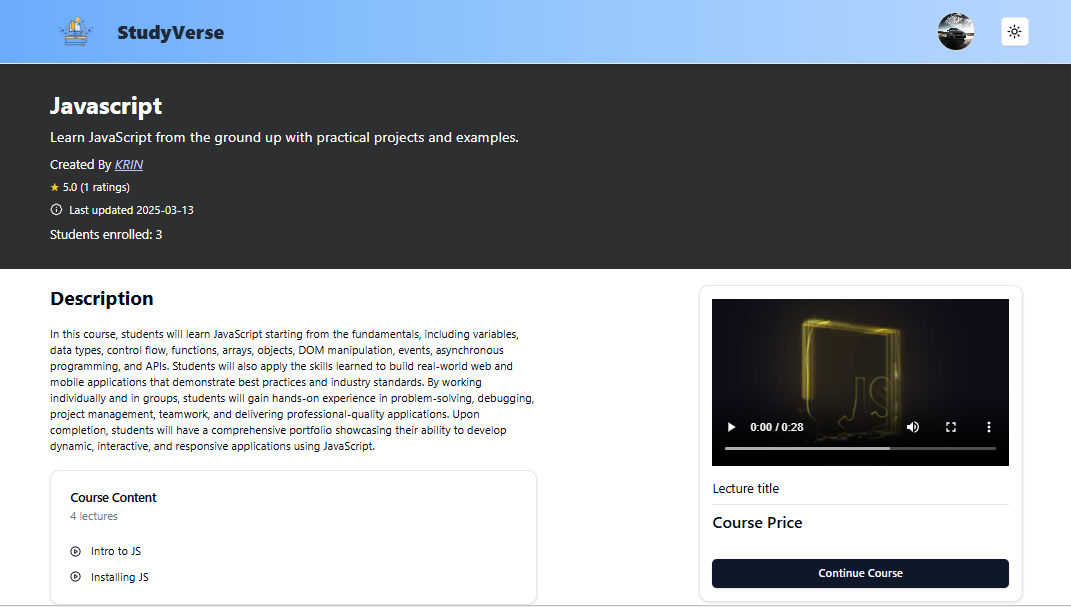 StudyVerse
Javascript
Learn JavaScript from the ground up with practical projects and examples.
Created By KRIN
★ 5.0 (1 ratings)
Last updated 2025-03-13
Students enrolled: 3
Description
In this course, students will learn JavaScript starting from the fundamentals, including variables,
data types, control flow, functions, arrays, objects, DOM manipulation, events, asynchronous
programming, and APIs. Students will also apply the skills learned to build real-world web and
mobile applications that demonstrate best practices and industry standards. By working
individually and in groups, students will gain hands-on experience in problem-solving, debugging,
project management, teamwork, and delivering professional-quality applications. Upon
completion, students will have a comprehensive portfolio showcasing their ability to develop
dynamic, interactive, and responsive applications using JavaScript.
Course Content
4 lectures
Intro to JS
Installing JS
JS
0:00 / 0:28
Lecture title
Course Price
Continue Course